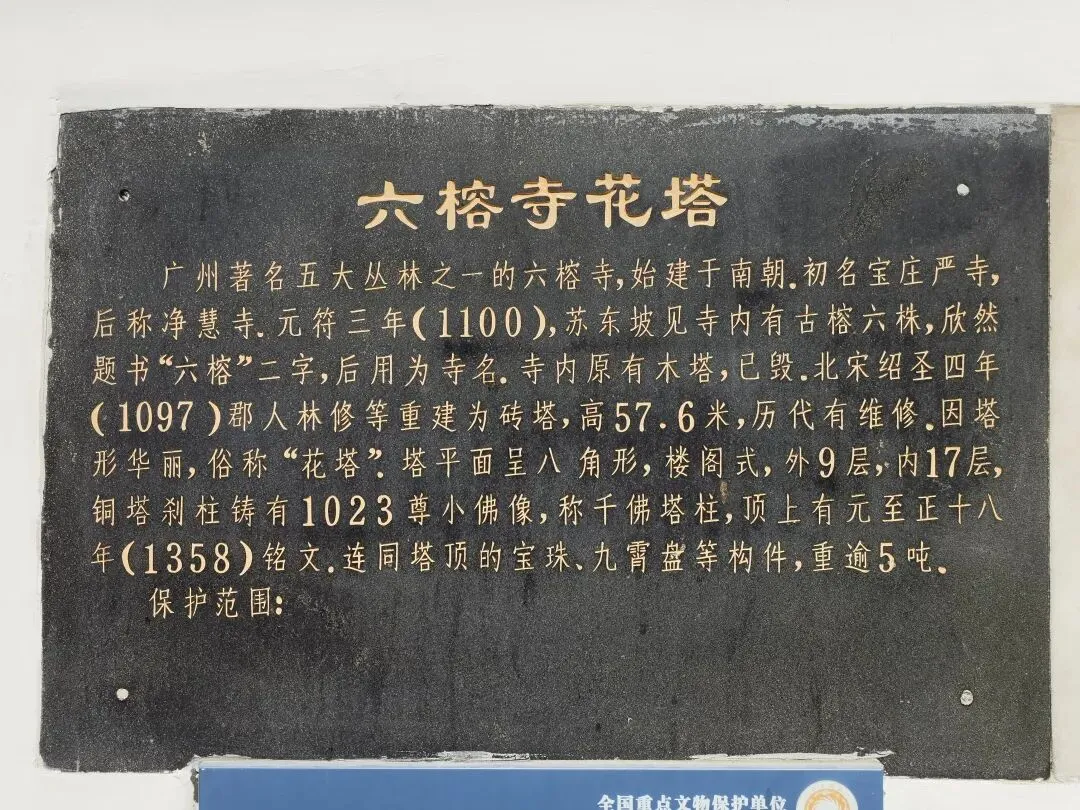 六榕寺花塔
广州著名五大丛林之一的六榕寺,始建于南朝.初名宝庄严寺,
后称净慧寺.元符三年(1100),苏东坡见寺内有古榕六株,欣然
题书“六榕”二字,后用为寺名.寺内原有木塔,已毁.北宋绍圣四年
(1097)郡人林修等重建为砖塔,高57.6米,历代有维修.因塔
形华丽,俗称“花塔”.塔平面呈八角形,楼阁式,外9层,内17层,
铜塔刹柱铸有1023尊小佛像,称千佛塔柱,顶上有元至正十八
年(1358)铭文.连同塔顶的宝珠、九霄盘等构件,重逾5吨.
保护范围:
全国重点文物保护单位